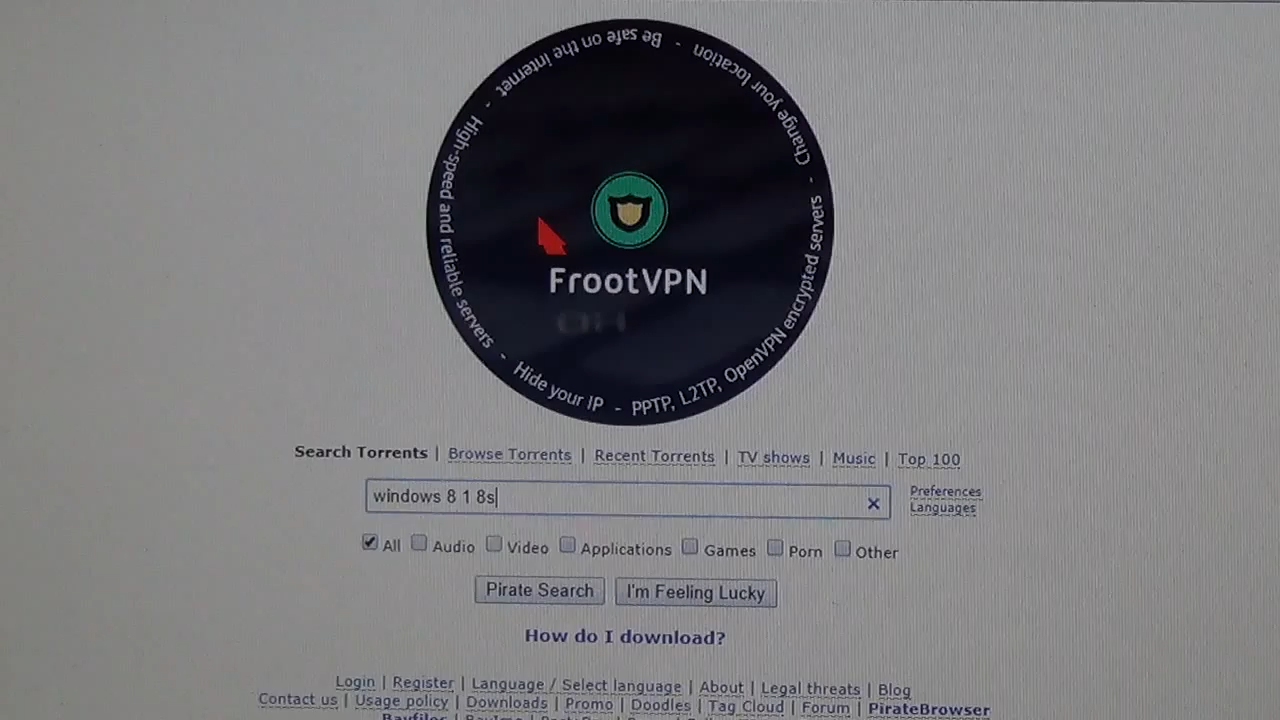 Be safe on the internet - High-speed and reliable servers - Hide your IP - PPTP, L2TP, OpenVPN encrypted servers - Change your location -
FrootVPN
Search Torrents | Browse Torrents | Recent Torrents | TV shows | Music | Top 100
windows 8 1 8s
Preferences
Languages
All Audio Video Applications Games Porn Other
Pirate Search I'm Feeling Lucky
How do I download?
Login | Register | Language / Select language | About | Legal threats | Blog
Contact us | Usage policy | Downloads | Promo | Doodles | Tag Cloud | Forum | PirateBrowser